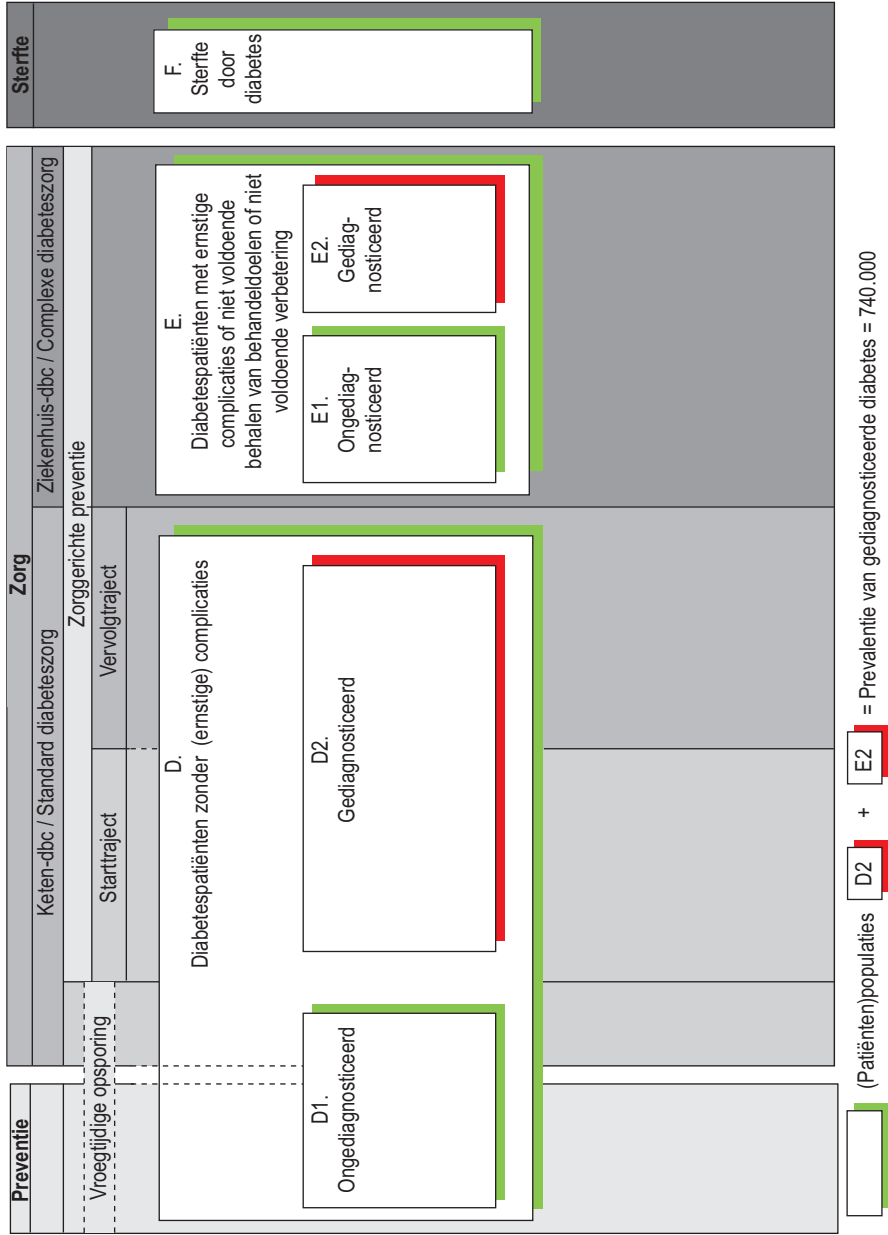 Preventie
Zorg
Sterfte
Keten-dbc / Standard diabeteszorg
Ziekenhuis-dbc / Complexe diabeteszorg
Zorggerichte preventie
Vroegtijdige opsporing
Starttraject
Vervolgtraject
D.
Diabetespatiënten zonder (ernstige) complicaties
D1.
Ongediagnosticeerd
D2.
Gediagnosticeerd
E.
Diabetespatiënten met ernstige
complicaties of niet voldoende
behalen van behandeldoelen of niet
voldoende verbetering
E1.
Ongediag-
nosticeerd
E2.
Gediag-
nosticeerd
F.
Sterfte
door
diabetes
(Patiënten)populaties
D2 + E2 = Prevalentie van gediagnosticeerde diabetes = 740.000